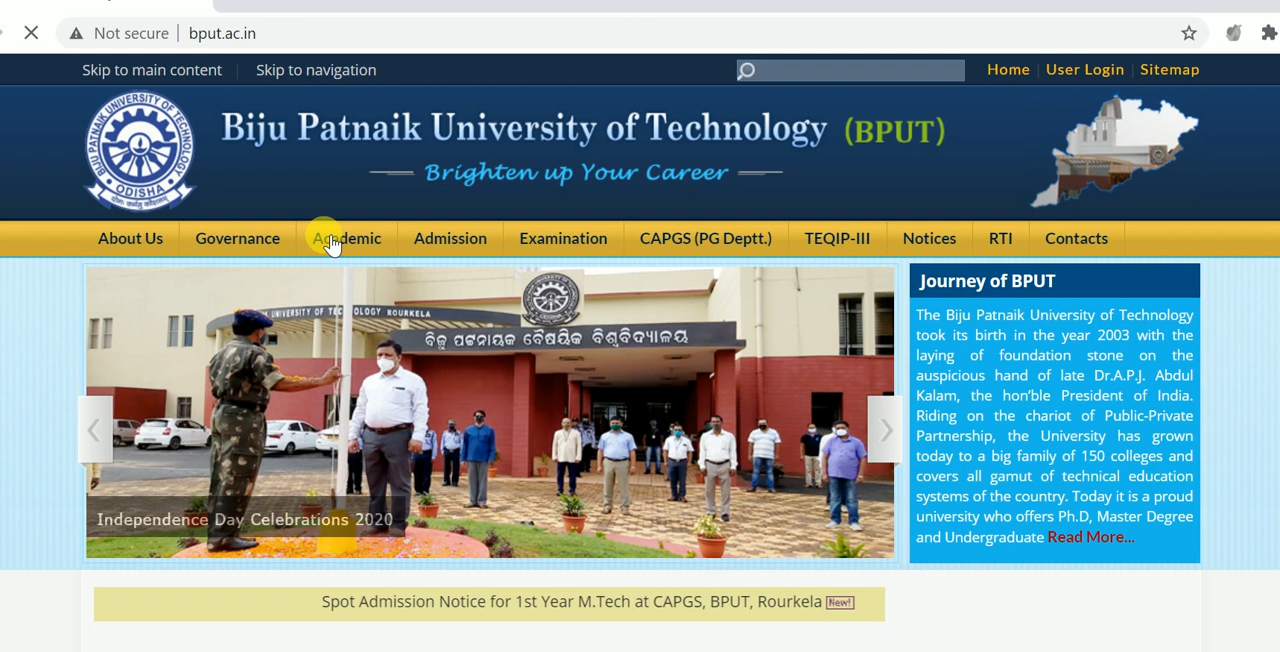 Not secure
bput.ac.in
Skip to main content
Skip to navigation
Home
User Login
Sitemap
BIJU PATNAIK UNIVERSITY OF TECHNOLOGY
ODISHA
Biju Patnaik University of Technology (BPUT)
Brighten up Your Career
About Us
Governance
Academic
Admission
Examination
CAPGS (PG Deptt.)
TEQIP-III
Notices
RTI
Contacts
UNIVERSITY OF TECHNOLOGY ROURKELA
ବିଜୁ ପଟ୍ଟନାୟକ ବୈଷୟିକ ବିଶ୍ୱବିଦ୍ୟାଳୟ
Independence Day Celebrations 2020
Journey of BPUT
The Biju Patnaik University of Technology
took its birth in the year 2003 with the
laying of foundation stone on the
auspicious hand of late Dr.A.P.J. Abdul
Kalam, the hon'ble President of India.
Riding on the chariot of Public-Private
Partnership, the University has grown
today to a big family of 150 colleges and
covers all gamut of technical education
systems of the country. Today it is a proud
university who offers Ph.D, Master Degree
and Undergraduate Read More...
Spot Admission Notice for 1st Year M.Tech at CAPGS, BPUT, Rourkela New!